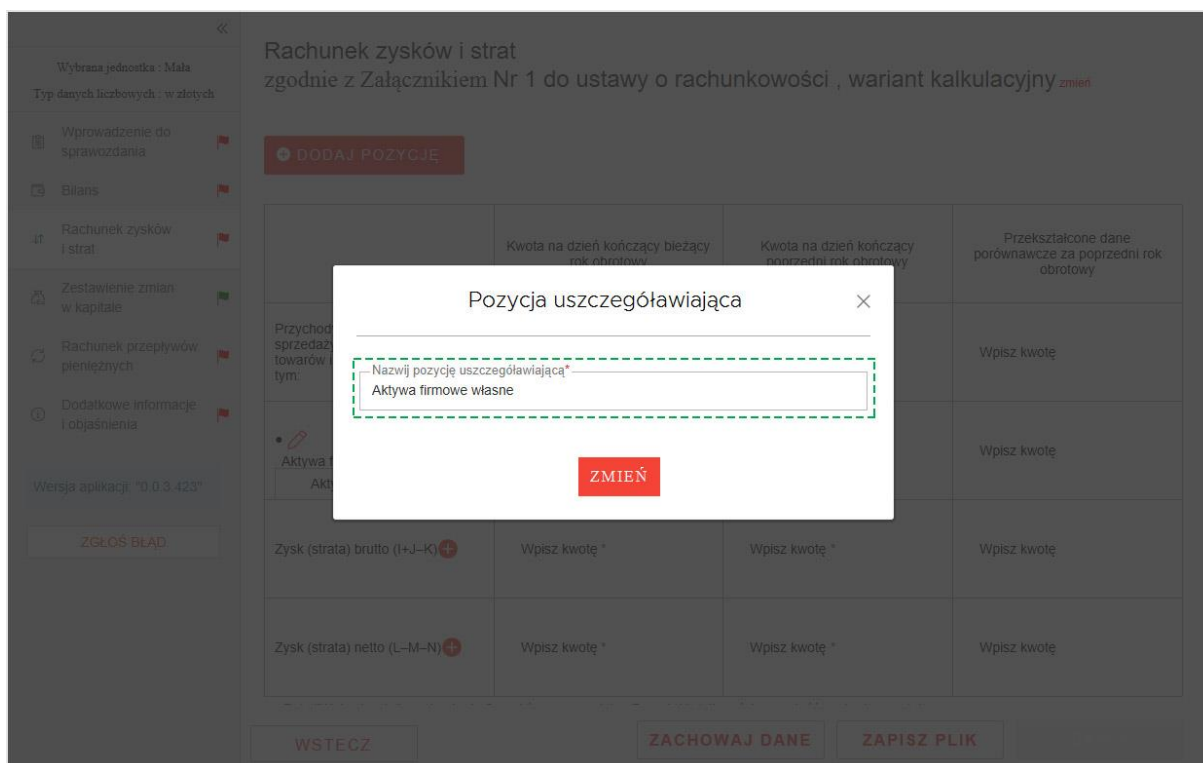 «
Wybrana jednostka : Mała
Typ danych liczbowych : w złotych
Wprowadzenie do
sprawozdania
Bilans
Rachunek zysków
i strat
Zestawienie zmian
w kapitale
Rachunek przepływów
pieniężnych
Dodatkowe informacje
i objaśnienia
Wersja aplikacji: "0.0.3.423"
ZGŁOŚ BŁĄD
Rachunek zysków i strat
zgodnie z Załącznikiem Nr 1 do ustawy o rachunkowości , wariant kalkulacyjny zmień
DODAJ POZYCJĘ
Kwota na dzień kończący bieżący
rok obrotowy
Kwota na dzień kończący
poprzedni rok obrotowy
Przekształcone dane
porównawcze za poprzedni rok
obrotowy
Pozycja uszczegóławiająca
Nazwij pozycję uszczegóławiającą*
Aktywa firmowe własne
ZMIEŃ
sprzedaży
towarów i
tym:
Wpisz kwotę
Aktywa
Wpisz kwotę
Zysk (strata) brutto (I+J–K)
Wpisz kwotę *
Wpisz kwotę *
Wpisz kwotę
Zysk (strata) netto (L–M–N)
Wpisz kwotę *
Wpisz kwotę *
Wpisz kwotę
WSTECZ
ZACHOWAJ DANE
ZAPISZ PLIK